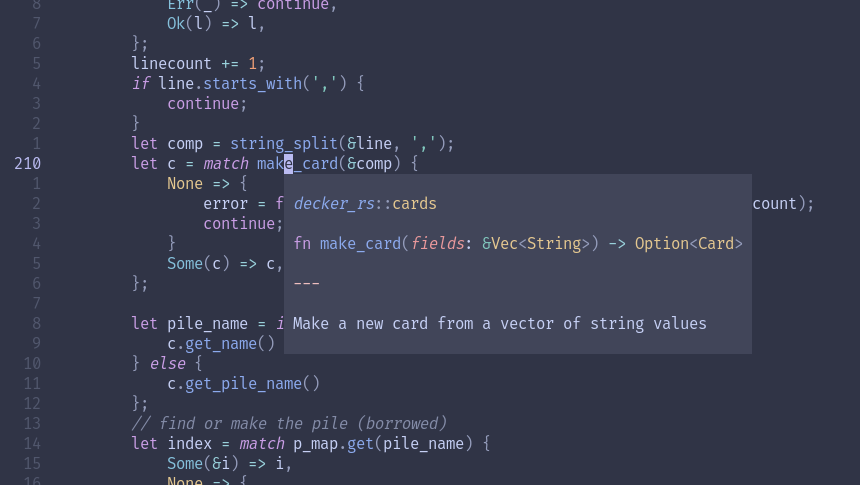 8 Err(_) => continue,
7 Ok(l) => l,
6 };
5 linecount += 1;
4 if line.starts_with(',') {
3 continue;
2 }
1 let comp = string_split(&line, ',');
210 let c = match make_card(&comp) {
1 None => {
2 error = f count);
3 continue;
4 }
5 Some(c) => c,
6 };
7
8 let pile_name = i
9 c.get_name()
10 } else {
11 c.get_pile_name()
12 };
13 // find or make the pile (borrowed)
14 let index = match p_map.get(pile_name) {
15 Some(&i) => i,
16 None => {
decker_rs::cards
fn make_card(fields: &Vec<String>) -> Option<Card>
---
Make a new card from a vector of string values